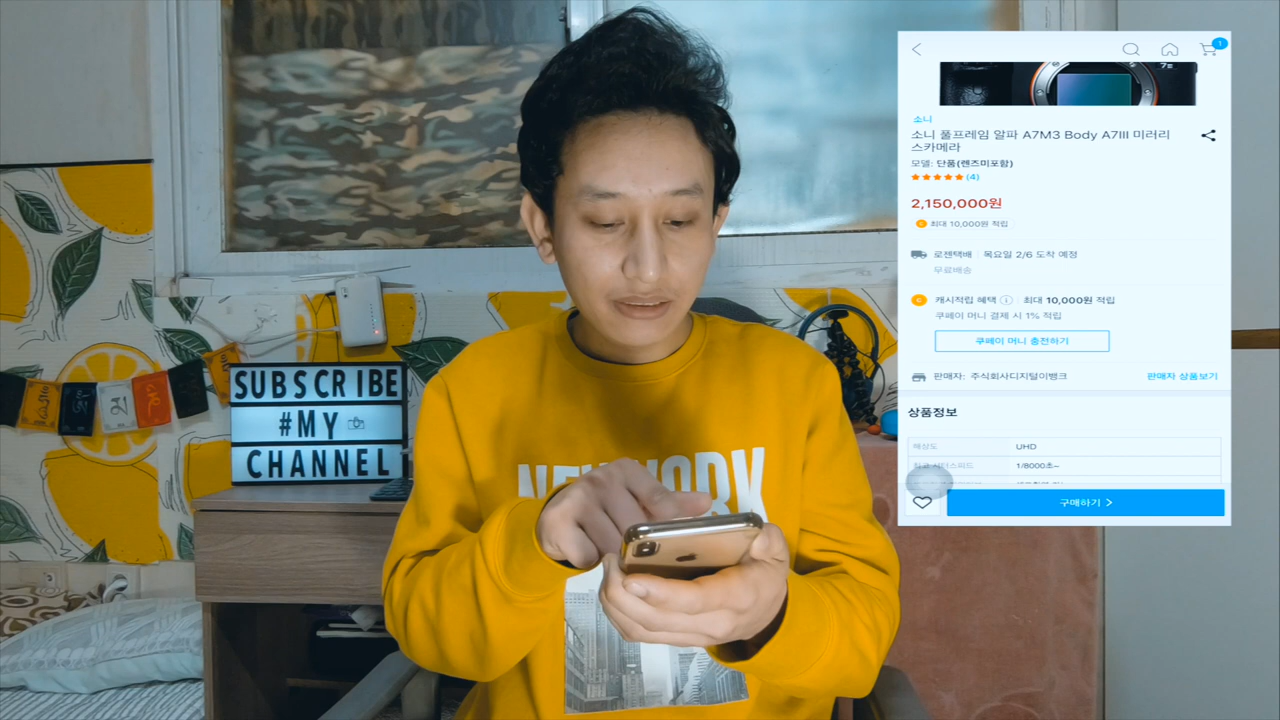 SUBSCRIBE
#MY
CHANNEL
NEW YORK
1
7Ⅲ
소니
소니 풀프레임 알파 A7M3 Body A7III 미러리
스카메라
모델: 단품(렌즈미포함)
(4)
2,150,000원
최대 10,000원 적립
로젠택배 목요일 2/6 도착 예정
무료배송
캐시적립 혜택 최대 10,000원 적립
쿠페이 머니 결제 시 1% 적립
쿠페이 머니 충전하기
판매자: 주식회사디지털이뱅크 판매자 상품보기
상품정보
해상도 UHD
1/8000초~
구매하기 >